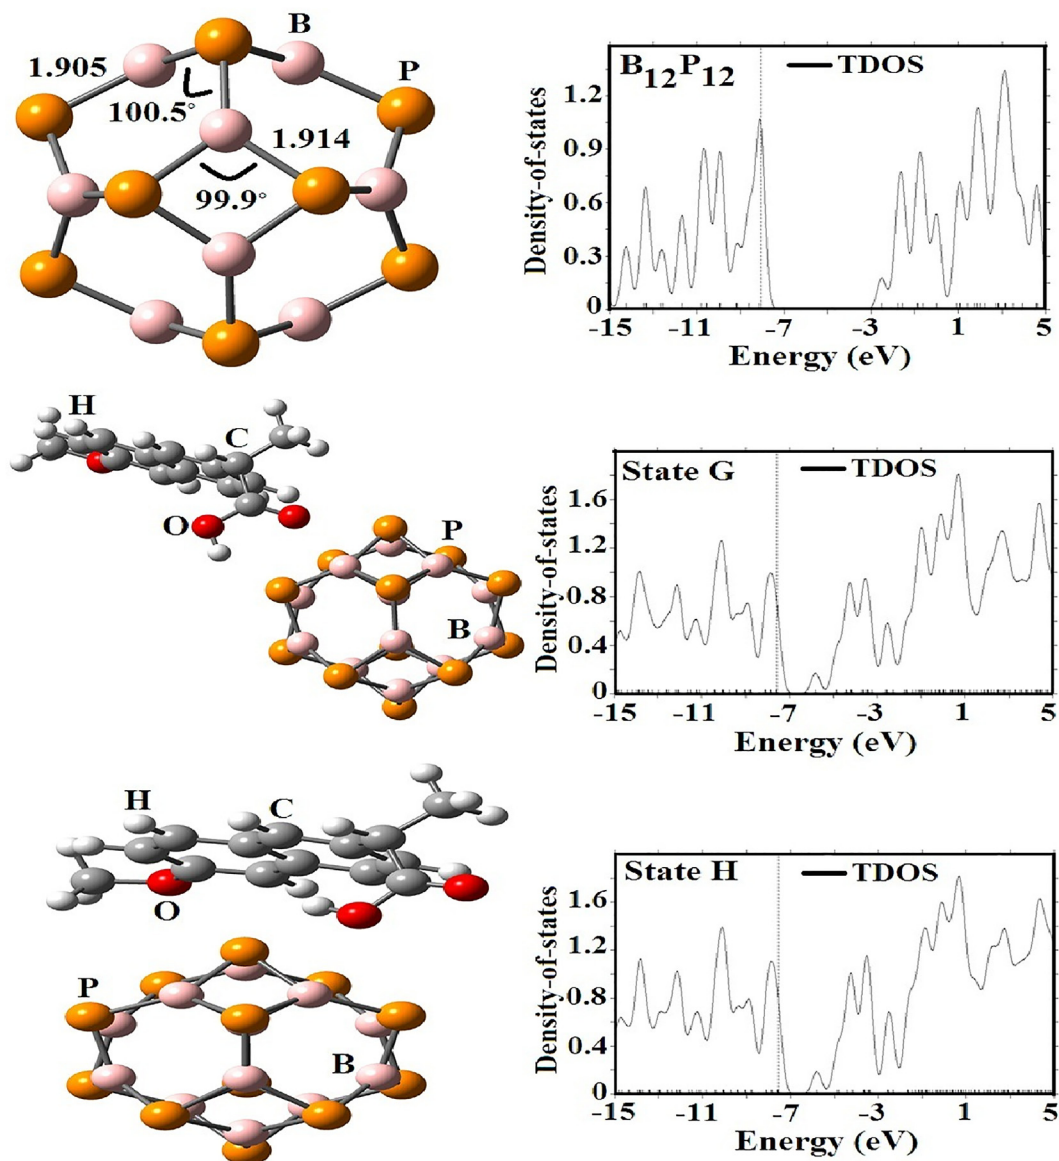 B
P
1.905
100.5°
1.914
99.9°
B12P12
TDOS
Density-of-states
1.2
0.9
0.6
0.3
0
-15 -11 -7 -3 1 5
Energy (eV)
H
C
O
P
B
State G
TDOS
Density-of-states
1.6
1.2
0.8
0.4
0
-15 -11 -7 -3 1 5
Energy (eV)
H
C
O
P
B
State H
TDOS
Density-of-states
1.6
1.2
0.8
0.4
0
-15 -11 -7 -3 1 5
Energy (eV)